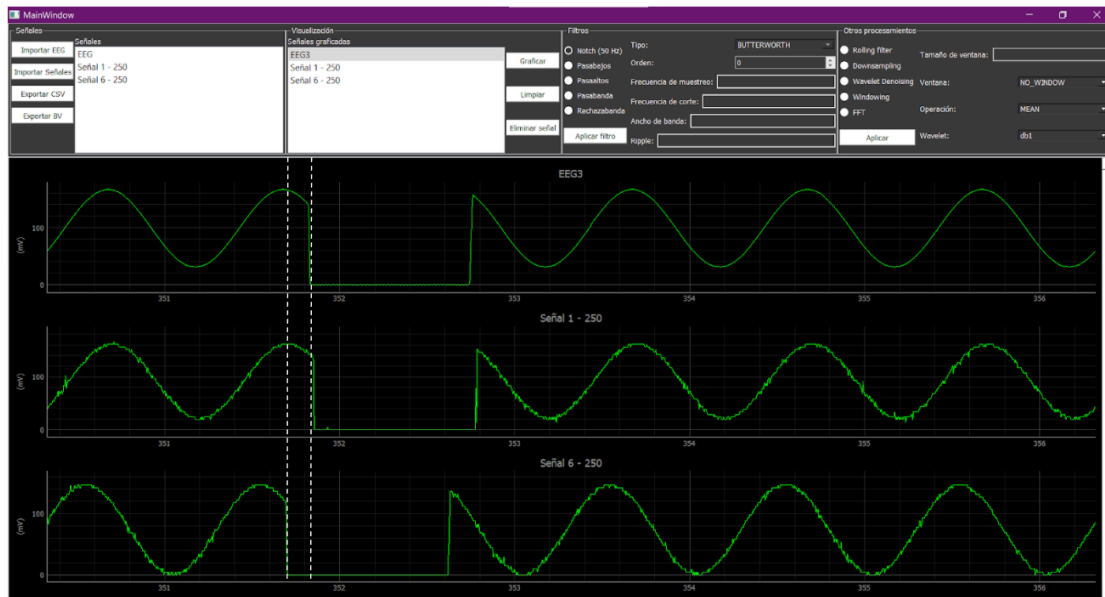 MainWindow
Señales
Importar EEG
Importar Señales
Exportar CSV
Exportar BV
Señales
EEG
Señal 1 - 250
Señal 6 - 250
Visualización
Señales graficadas
EEG3
Señal 1 - 250
Señal 6 - 250
Graficar
Limpiar
Eliminar señal
Filtros
Notch (50 Hz)
Pasabajos
Pasaaltos
Pasabanda
Rechazabanda
Aplicar filtro
Tipo: BUTTERWORTH
Orden: 0
Frecuencia de muestreo:
Frecuencia de corte:
Ancho de banda:
Ripple:
Otros procesamientos
Rolling filter
Downsampling
Wavelet Denoising
Windowing
FFT
Aplicar
Tamaño de ventana:
Ventana: NO_WINDOW
Operación: MEAN
Wavelet: db1
EEG3
(mV)
100
0
351 352 353 354 355 356
Señal 1 - 250
(mV)
100
0
351 352 353 354 355 356
Señal 6 - 250
(mV)
100
0
351 352 353 354 355 356